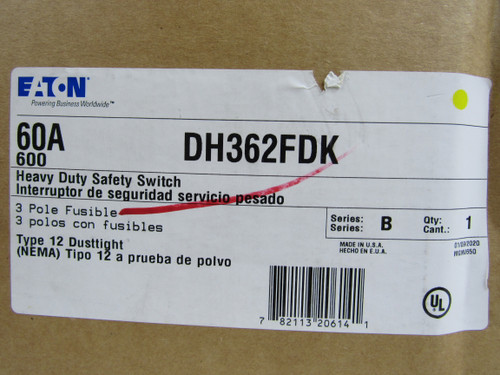 EATON
Powering Business Worldwide™
60A
600
DH362FDK
Heavy Duty Safety Switch
Interruptor de seguridad servicio pesado
3 Pole Fusible
3 polos con fusibles
Series: B Qty: 1
Series: Cant.:
Type 12 Dusttight
(NEMA) Tipo 12 a prueba de polvo
MADE IN U.S.A.
HECHO EN E.U.A.
UL
7 82113 20614 1